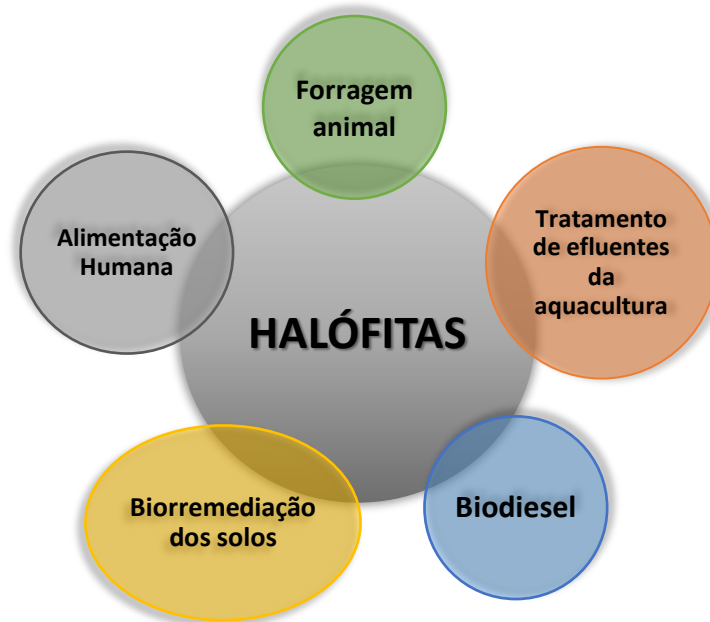 Forragem
animal
Tratamento
de efluentes
da
aquacultura
Alimentação
Humana
HALÓFITAS
Biorremediação
dos solos
Biodiesel